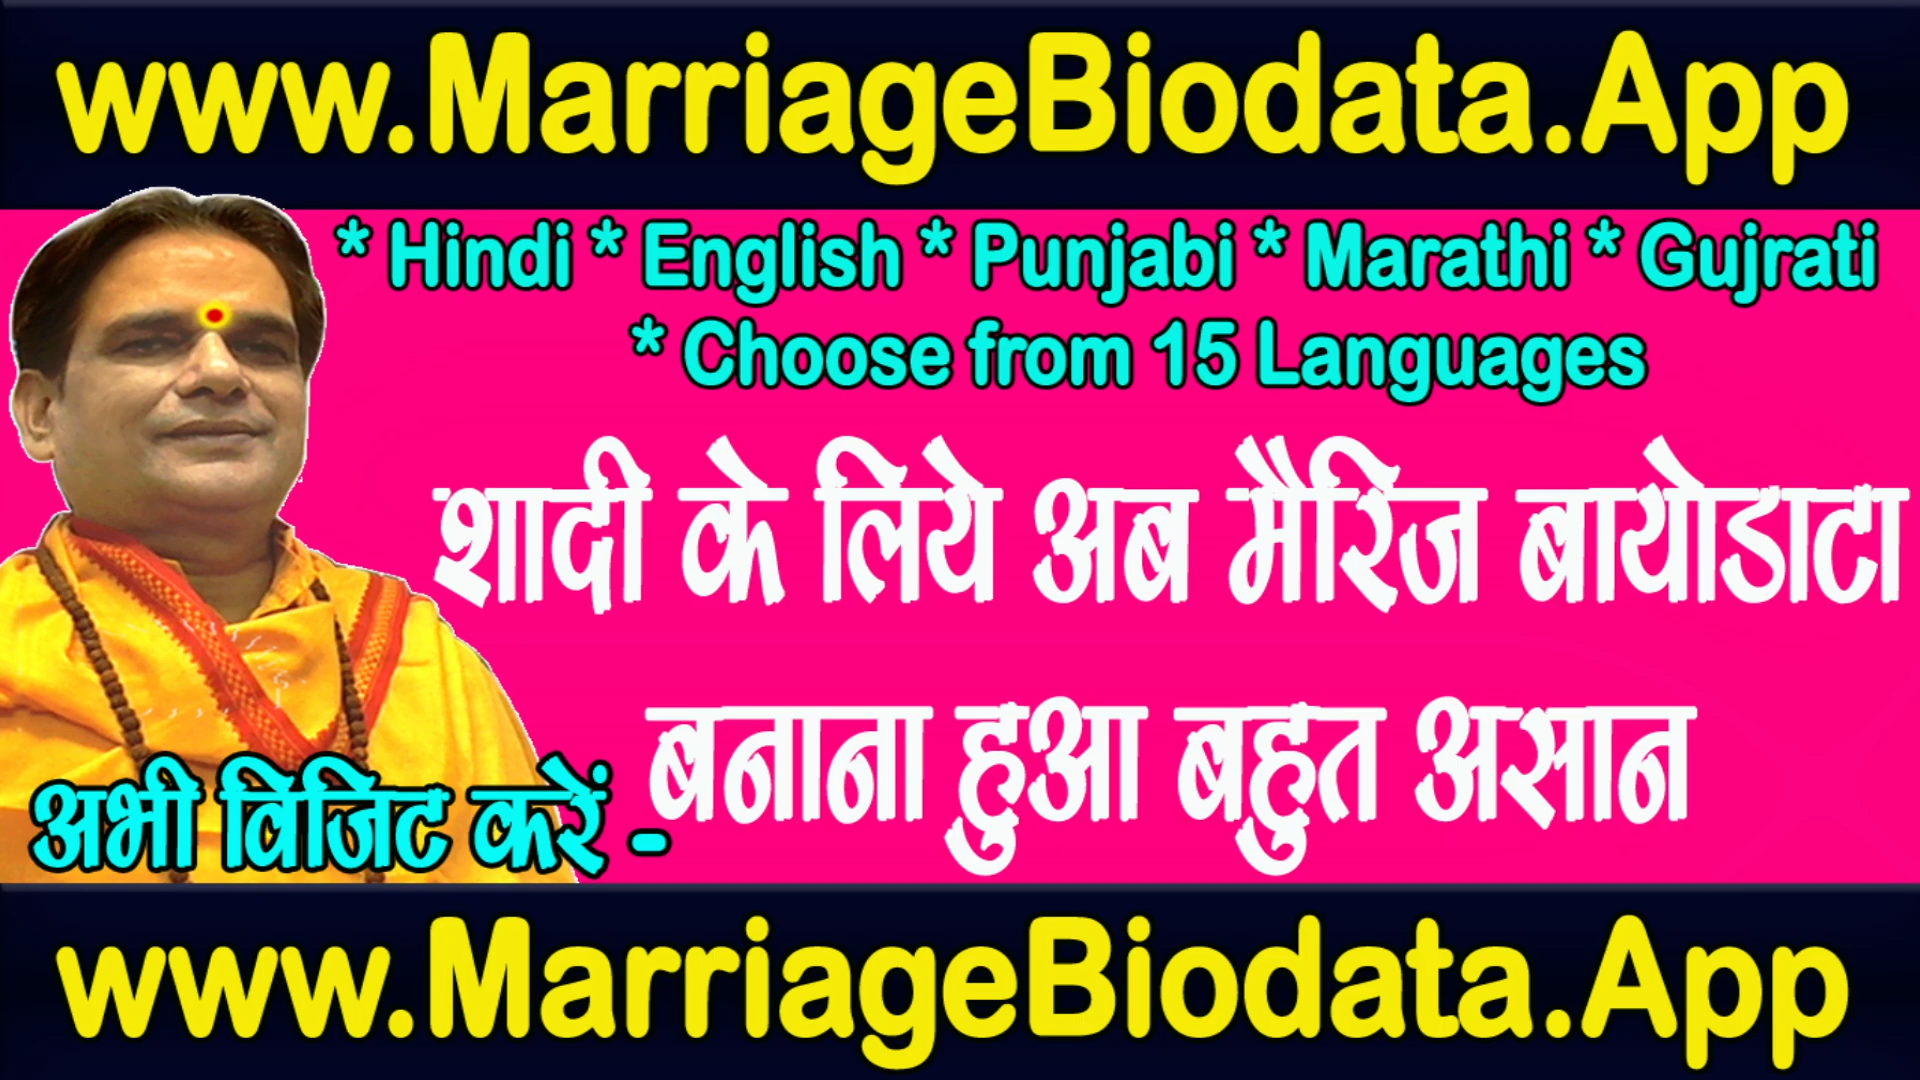 www.MarriageBiodata.App
* Hindi * English * Punjabi * Marathi * Gujrati
* Choose from 15 Languages
शादी के लिये अब मैरिज बायोडाटा
बनाना हुआ बहुत असान
अभी विजिट करें -
www.MarriageBiodata.App